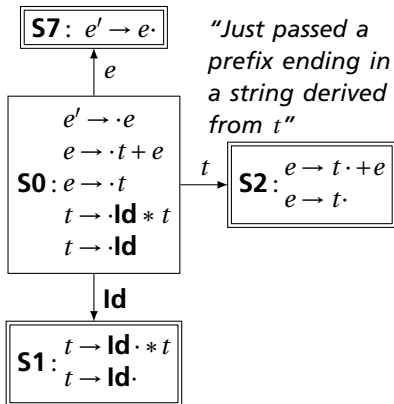 S7: e′ → e·
"Just passed a
prefix ending in
a string derived
from t"
e
e′ → ·e
e → ·t + e
S0: e → ·t
t → ·Id ∗ t
t → ·Id
t
S2: e → t· +e
e → t·
Id
S1: t → Id· ∗ t
t → Id·